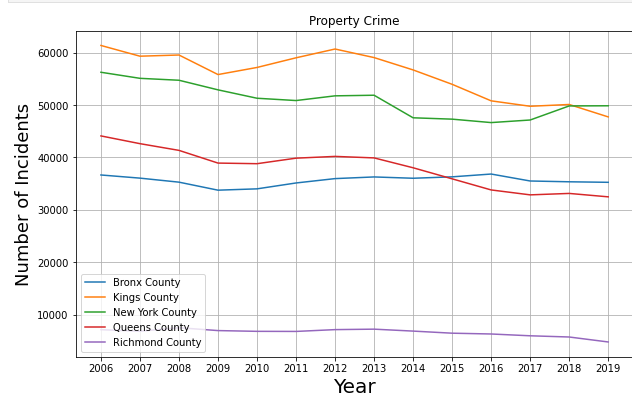 Property Crime
60000
50000
40000
30000
20000
10000
Number of Incidents
Bronx County
Kings County
New York County
Queens County
Richmond County
2006 2007 2008 2009 2010 2011 2012 2013 2014 2015 2016 2017 2018 2019
Year